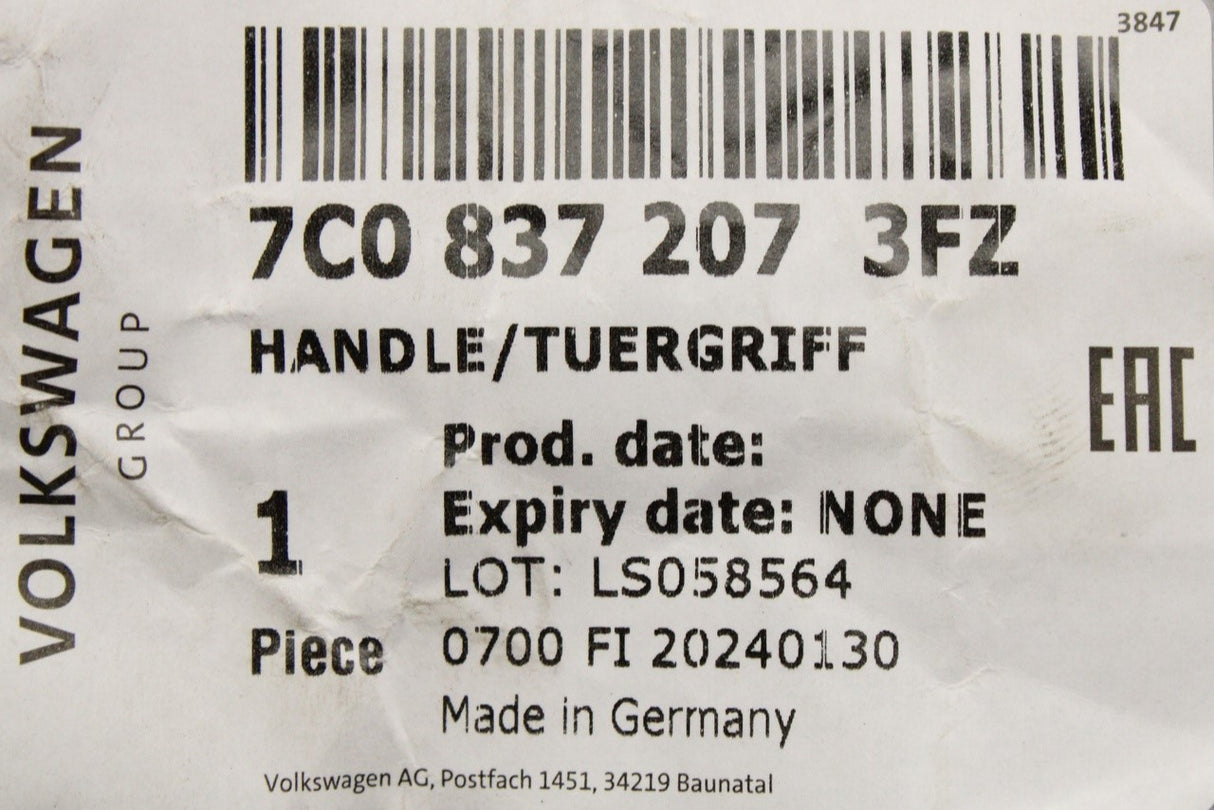 3847
7C0 837 207 3FZ
HANDLE/TUERGRIFF
EAC
Prod. date:
Expiry date: NONE
1
LOT: LS058564
Piece
0700 FI 20240130
Made in Germany
Volkswagen AG, Postfach 1451, 34219 Baunatal
VOLKSWAGEN
GROUP